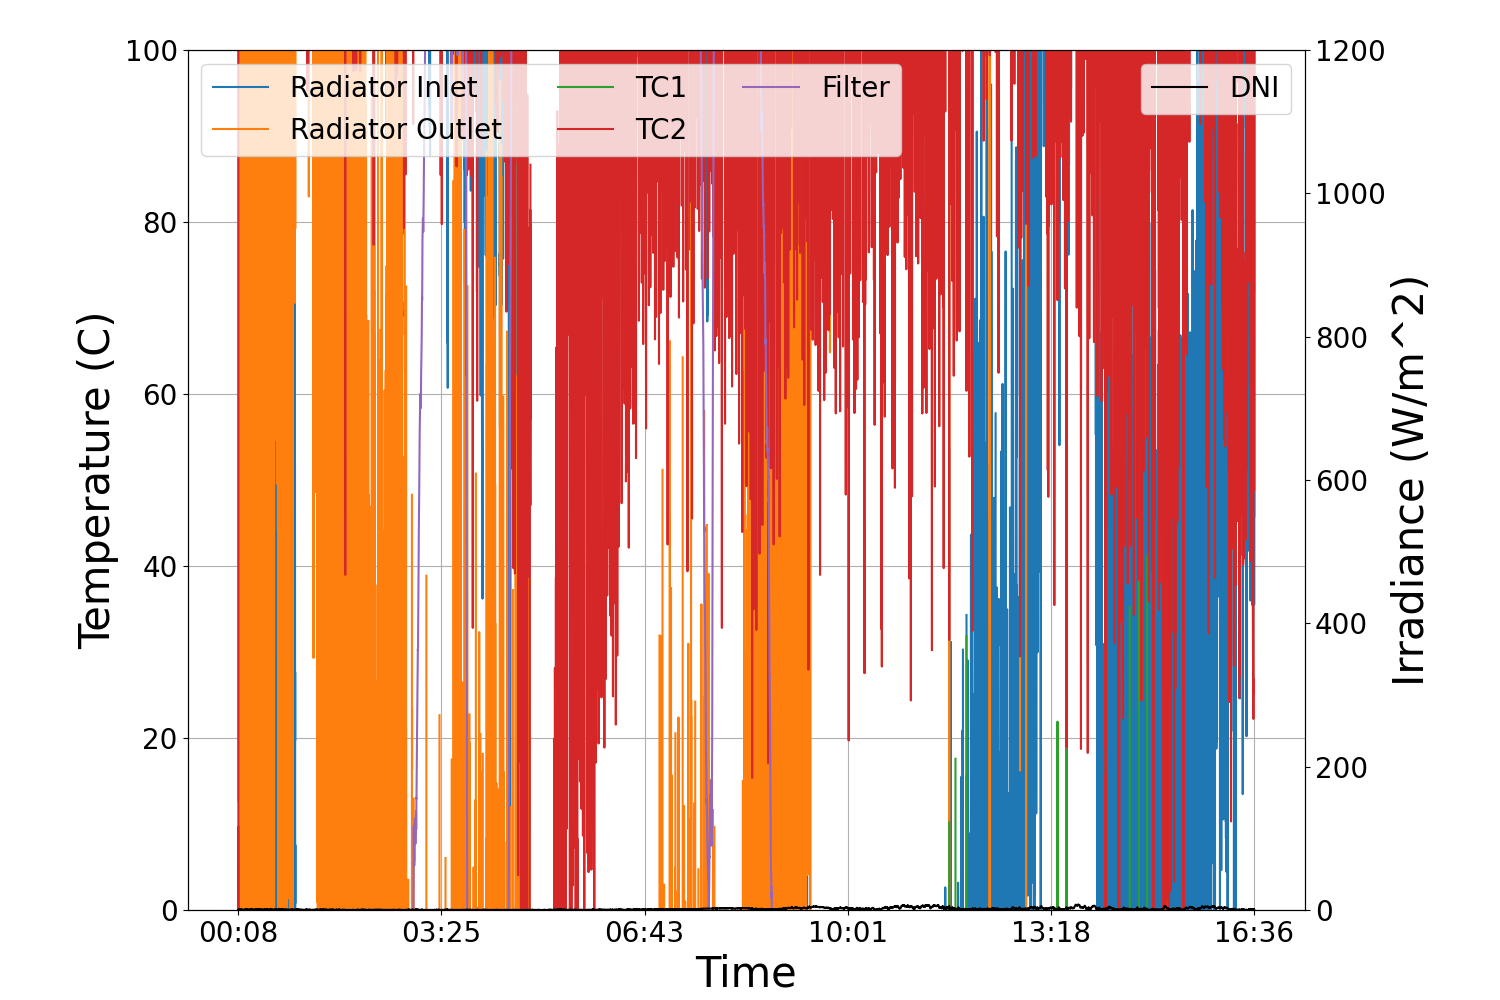 Radiator Inlet
Radiator Outlet
TC1
TC2
Filter
DNI
100
80
60
40
20
0
Temperature (C)
1200
1000
800
600
400
200
0
Irradiance (W/m^2)
00:08 03:25 06:43 10:01 13:18 16:36
Time